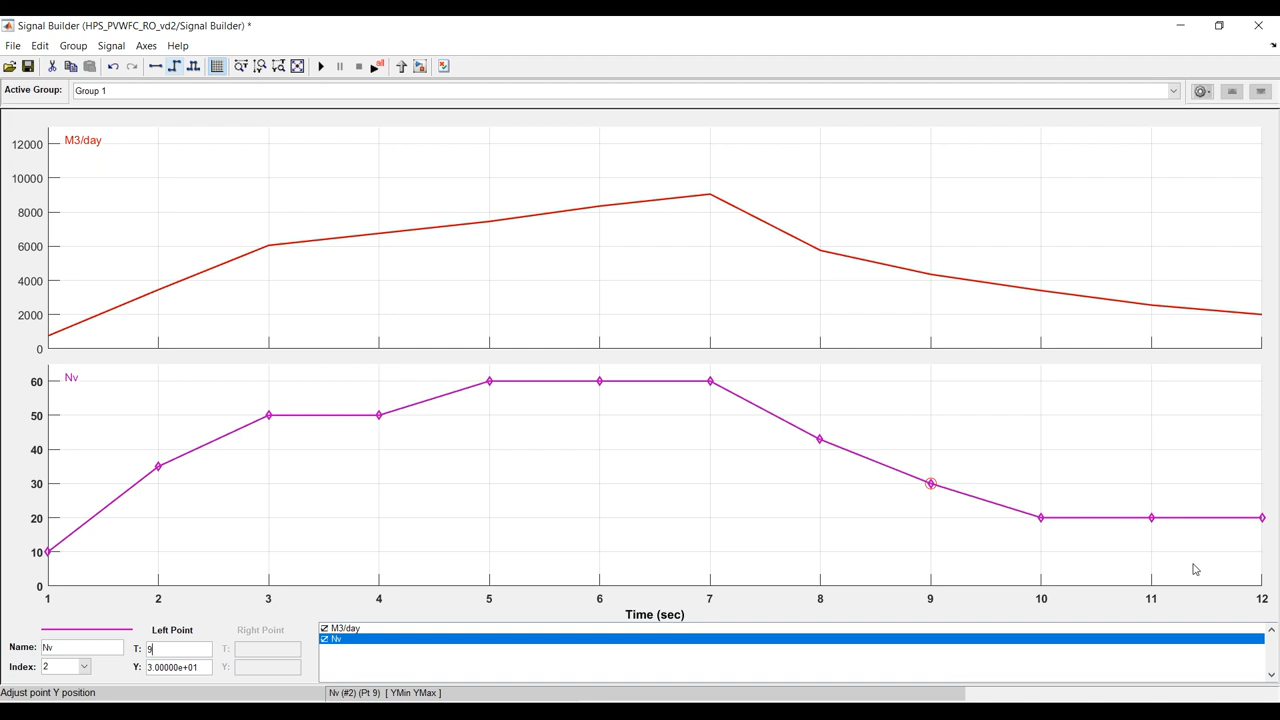 Signal Builder (HPS_PVWFC_RO_vd2/Signal Builder) *
File Edit Group Signal Axes Help
all
Active Group: Group 1
M3/day
12000
10000
8000
6000
4000
2000
0
Nv
60
50
40
30
20
10
0
1 2 3 4 5 6 7 8 9 10 11 12
Time (sec)
Left Point Right Point
Name: Nv T: 9 T:
Index: 2 Y: 3.00000e+01 Y:
M3/day
Nv
Adjust point Y position Nv (#2) (Pt 9) [ YMin YMax ]